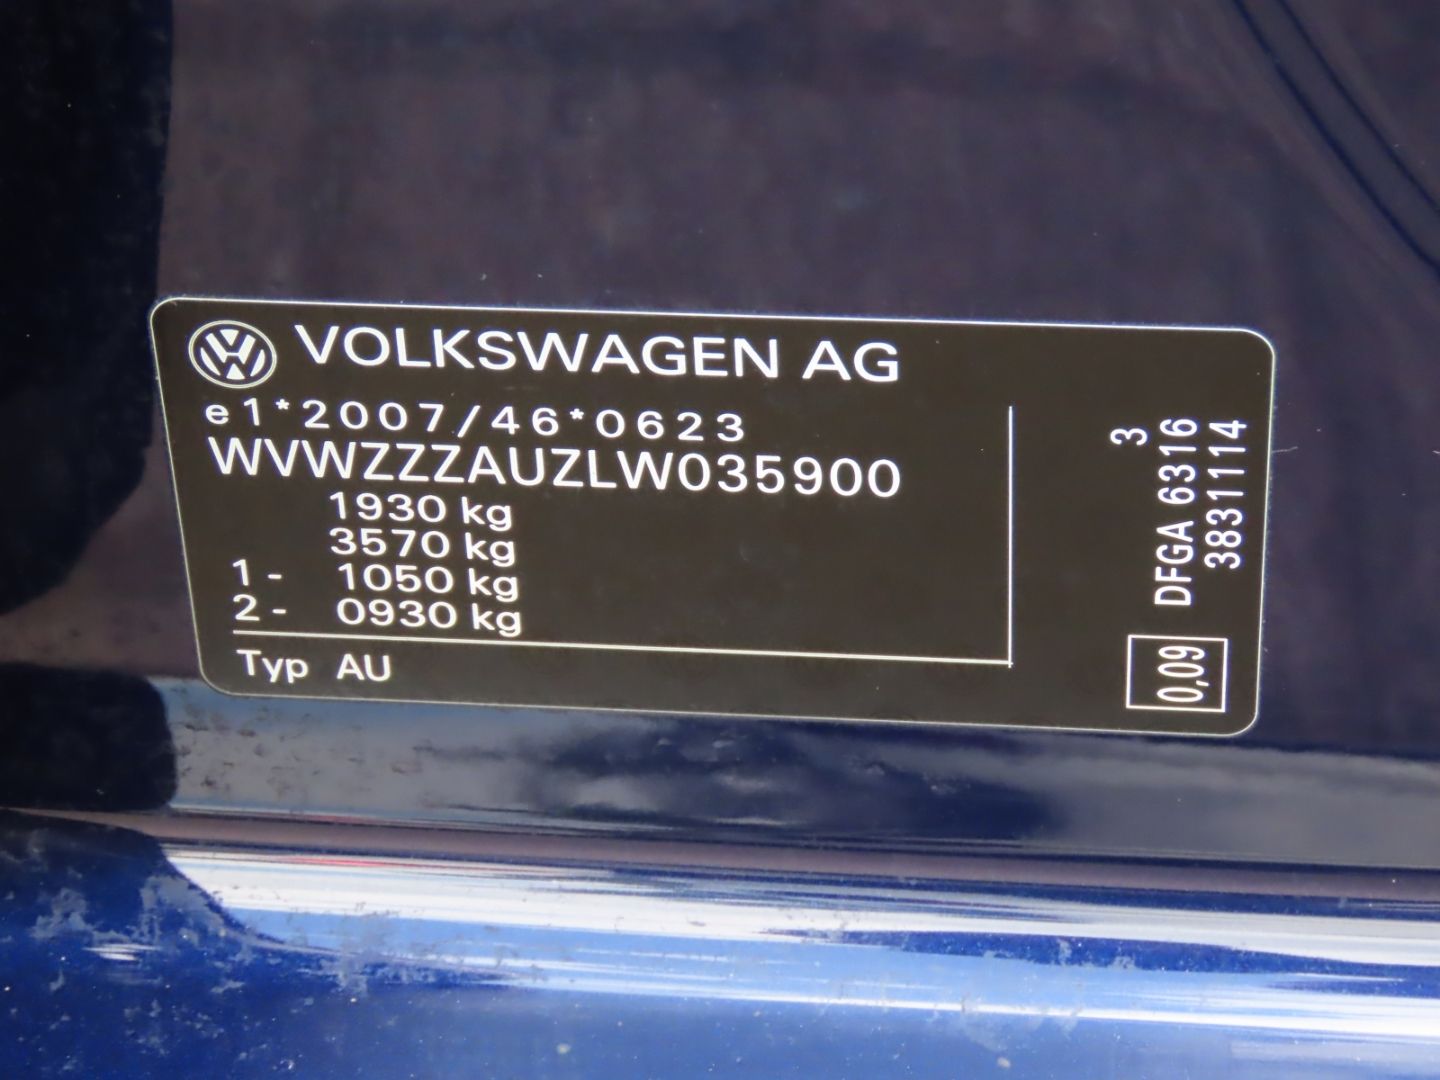 VOLKSWAGEN AG
e1*2007/46*0623
WVWZZZAUZLW035900
1930 kg
3570 kg
1 - 1050 kg
2 - 0930 kg
Typ AU
3
DFGA 6316
3831114
0,09